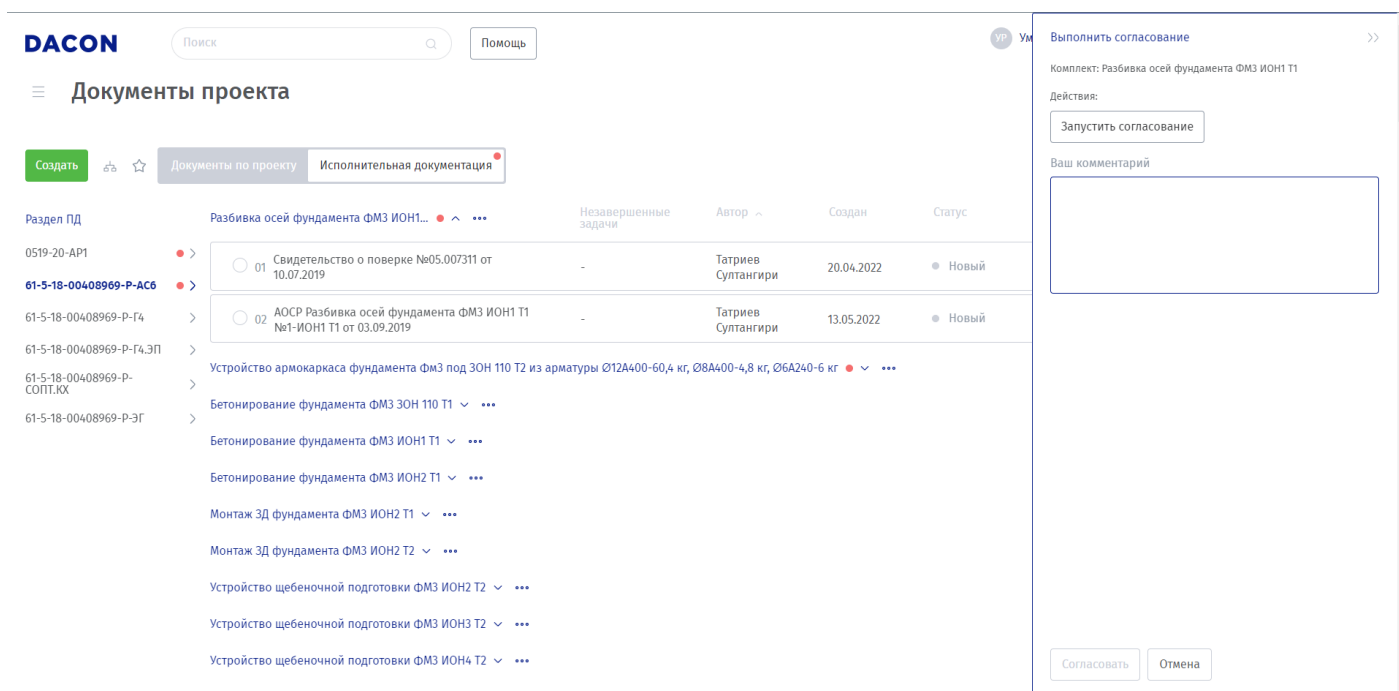 DACON
Поиск
Помощь
УР
Ум
Документы проекта
Создать
Документы по проекту
Исполнительная документация
Раздел ПД
0519-20-АР1
61-5-18-00408969-Р-АС6
61-5-18-00408969-Р-Г4
61-5-18-00408969-Р-Г4.ЭП
61-5-18-00408969-Р-
СОПТ.КХ
61-5-18-00408969-Р-ЭГ
Разбивка осей фундамента ФМ3 ИОН1...
Незавершенные
задачи
Автор
Создан
Статус
01
Свидетельство о поверке №05.007311 от
10.07.2019
-
Татриев
Султангири
20.04.2022
Новый
02
АОСР Разбивка осей фундамента ФМ3 ИОН1 Т1
№1-ИОН1 Т1 от 03.09.2019
-
Татриев
Султангири
13.05.2022
Новый
Устройство армокаркаса фундамента Фм3 под ЗОН 110 Т2 из арматуры Ø12А400-60,4 кг, Ø8А400-4,8 кг, Ø6А240-6 кг
Бетонирование фундамента ФМ3 ЗОН 110 Т1
Бетонирование фундамента ФМ3 ИОН1 Т1
Бетонирование фундамента ФМ3 ИОН2 Т1
Монтаж ЗД фундамента ФМ3 ИОН2 Т1
Монтаж ЗД фундамента ФМ3 ИОН2 Т2
Устройство щебеночной подготовки ФМ3 ИОН2 Т2
Устройство щебеночной подготовки ФМ3 ИОН3 Т2
Устройство щебеночной подготовки ФМ3 ИОН4 Т2
Выполнить согласование
Комплект: Разбивка осей фундамента ФМ3 ИОН1 Т1
Действия:
Запустить согласование
Ваш комментарий
Согласовать
Отмена